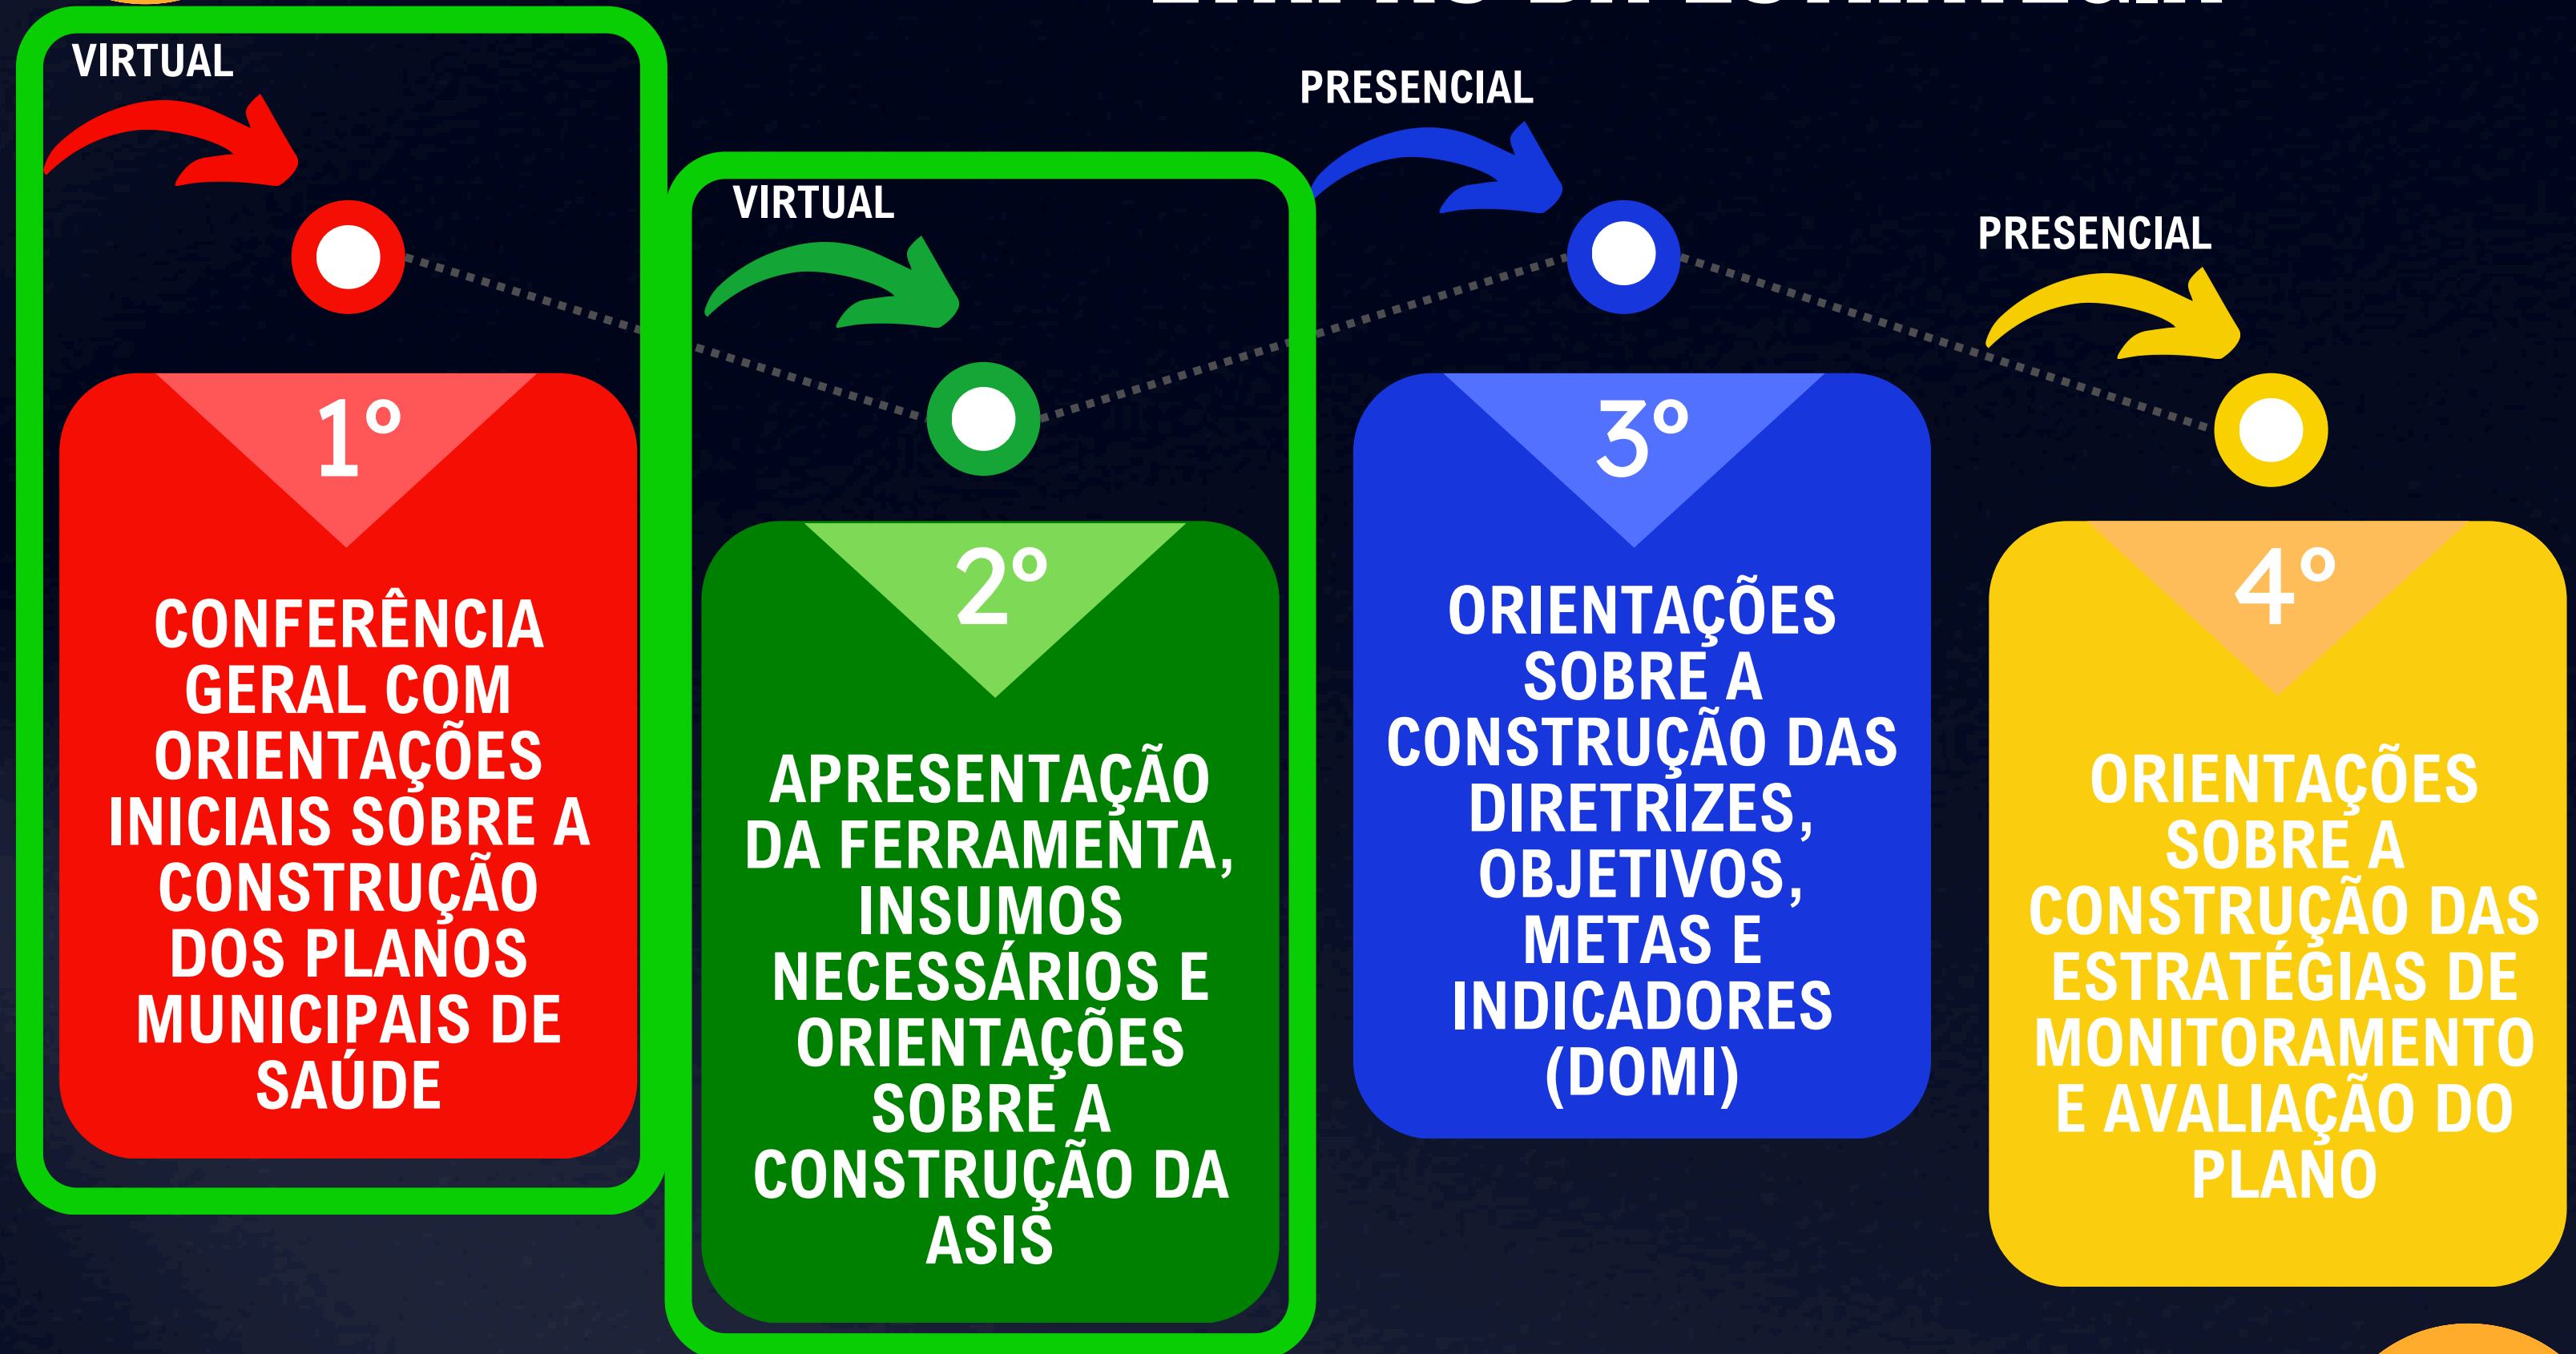 VIRTUAL
1º
CONFERÊNCIA
GERAL COM
ORIENTAÇÕES
INICIAIS SOBRE A
CONSTRUÇÃO
DOS PLANOS
MUNICIPAIS DE
SAÚDE
VIRTUAL
2º
APRESENTAÇÃO
DA FERRAMENTA,
INSUMOS
NECESSÁRIOS E
ORIENTAÇÕES
SOBRE A
CONSTRUÇÃO DA
ASIS
PRESENCIAL
3º
ORIENTAÇÕES
SOBRE A
CONSTRUÇÃO DAS
DIRETRIZES,
OBJETIVOS,
METAS E
INDICADORES
(DOMI)
PRESENCIAL
4º
ORIENTAÇÕES
SOBRE A
CONSTRUÇÃO DAS
ESTRATÉGIAS DE
MONITORAMENTO
E AVALIAÇÃO DO
PLANO